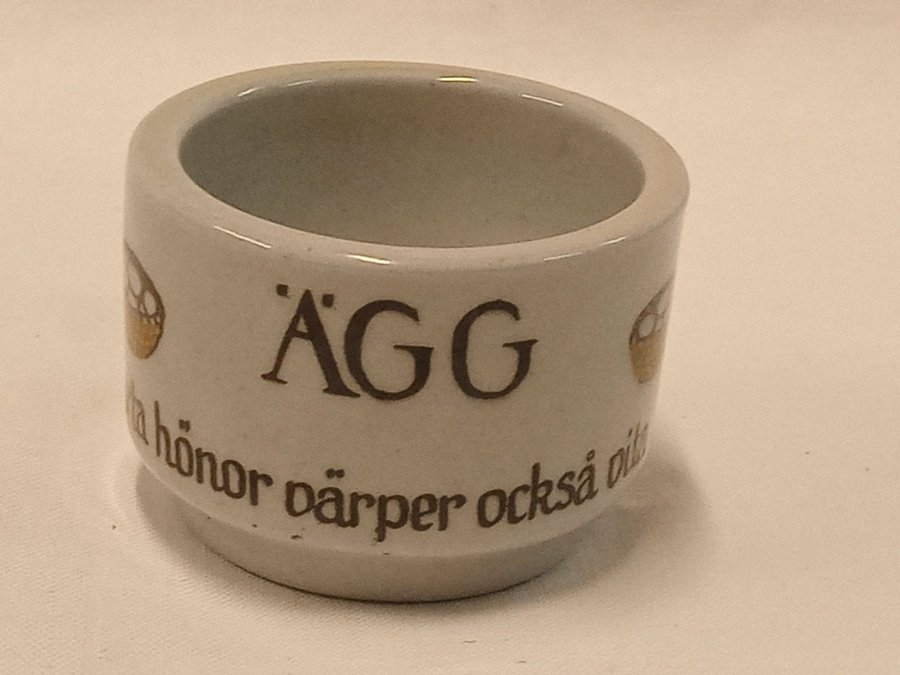 ÄGG
hönor värper också